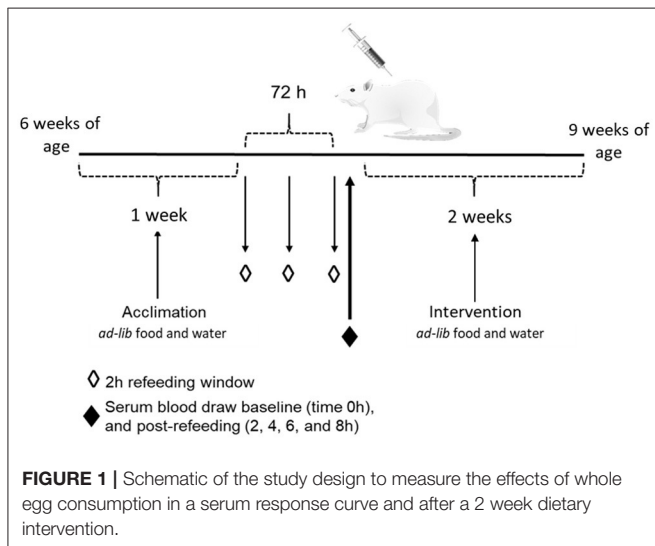 72 h
6 weeks of
age
9 weeks of
age
1 week
2 weeks
Acclimation
ad-lib food and water
Intervention
ad-lib food and water
2h refeeding window
Serum blood draw baseline (time 0h),
and post-refeeding (2, 4, 6, and 8h)
FIGURE 1 | Schematic of the study design to measure the effects of whole
egg consumption in a serum response curve and after a 2 week dietary
intervention.